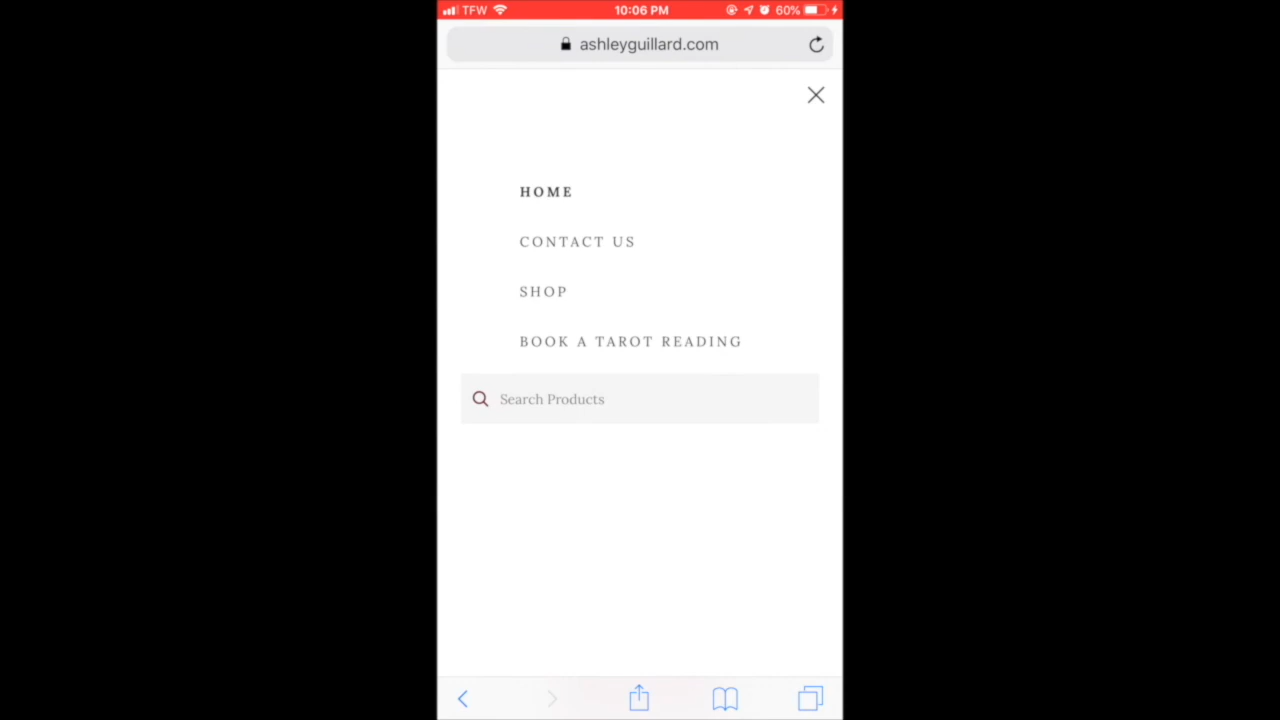 TFW 10:06 PM 60%
ashleyguillard.com
HOME
CONTACT US
SHOP
BOOK A TAROT READING
Search Products